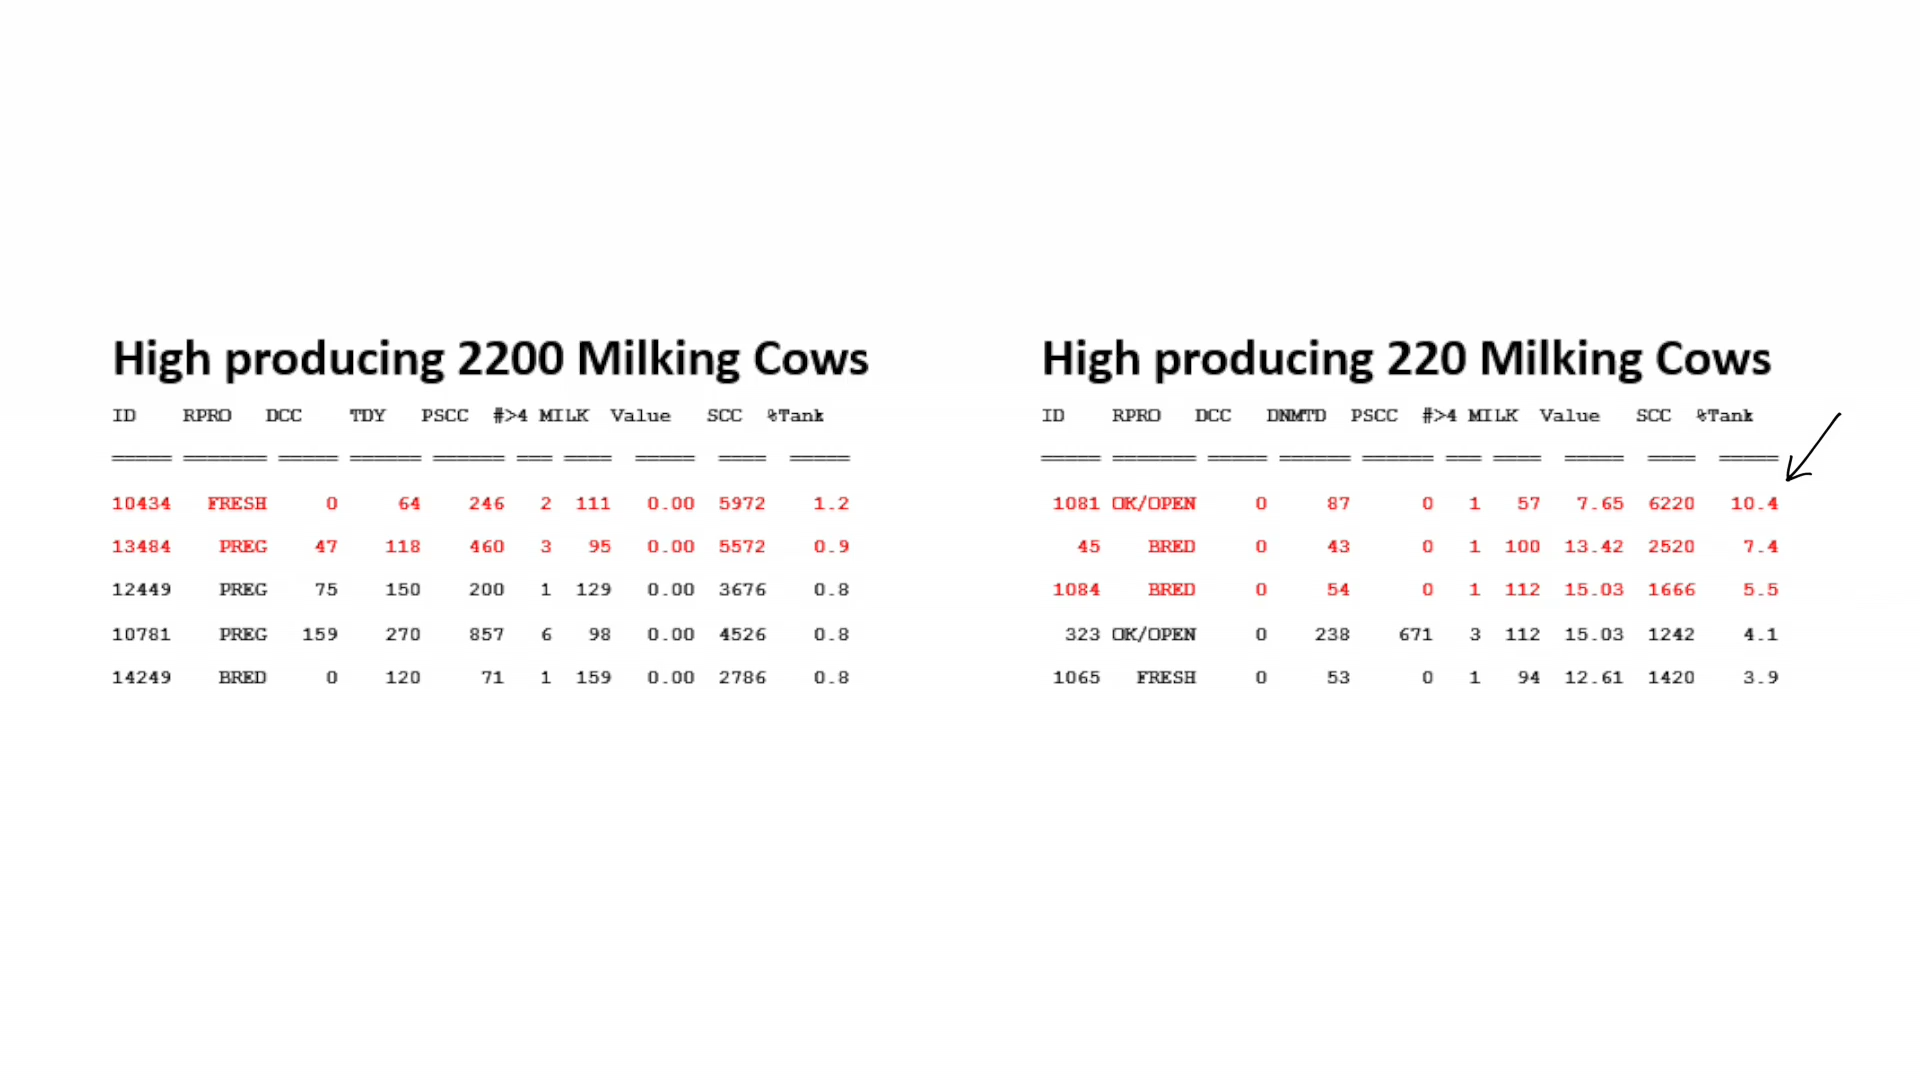 High producing 2200 Milking Cows
ID RPRO DCC TDY PSCC #>4 MILK Value SCC %Tank
===== ======= ===== ====== ====== === ==== ===== ==== =====
10434 FRESH 0 64 246 2 111 0.00 5972 1.2
13484 PREG 47 118 460 3 95 0.00 5572 0.9
12449 PREG 75 150 200 1 129 0.00 3676 0.8
10781 PREG 159 270 857 6 98 0.00 4526 0.8
14249 BRED 0 120 71 1 159 0.00 2786 0.8
High producing 220 Milking Cows
ID RPRO DCC DNMTD PSCC #>4 MILK Value SCC %Tank
===== ======= ===== ====== ====== === ==== ===== ==== =====
1081 OK/OPEN 0 87 0 1 57 7.65 6220 10.4
45 BRED 0 43 0 1 100 13.42 2520 7.4
1084 BRED 0 54 0 1 112 15.03 1666 5.5
323 OK/OPEN 0 238 671 3 112 15.03 1242 4.1
1065 FRESH 0 53 0 1 94 12.61 1420 3.9